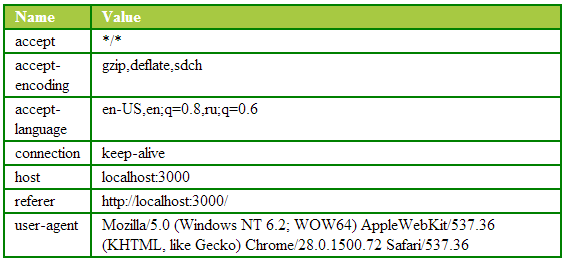 Name Value
accept */*
accept- gzip,deflate,sdch
encoding
accept- en-US,en;q=0.8,ru;q=0.6
language
connection keep-alive
host localhost:3000
referer http://localhost:3000/
user-agent Mozilla/5.0 (Windows NT 6.2; WOW64) AppleWebKit/537.36
(KHTML, like Gecko) Chrome/28.0.1500.72 Safari/537.36